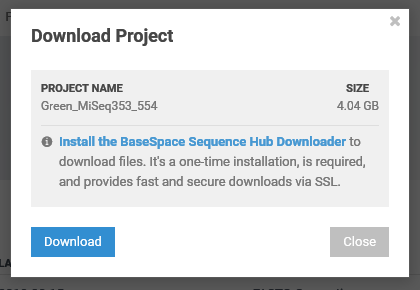 Download Project
PROJECT NAME SIZE
Green_MiSeq353_554 4.04 GB
Install the BaseSpace Sequence Hub Downloader to
download files. It's a one-time installation, is required,
and provides fast and secure downloads via SSL.
Download Close